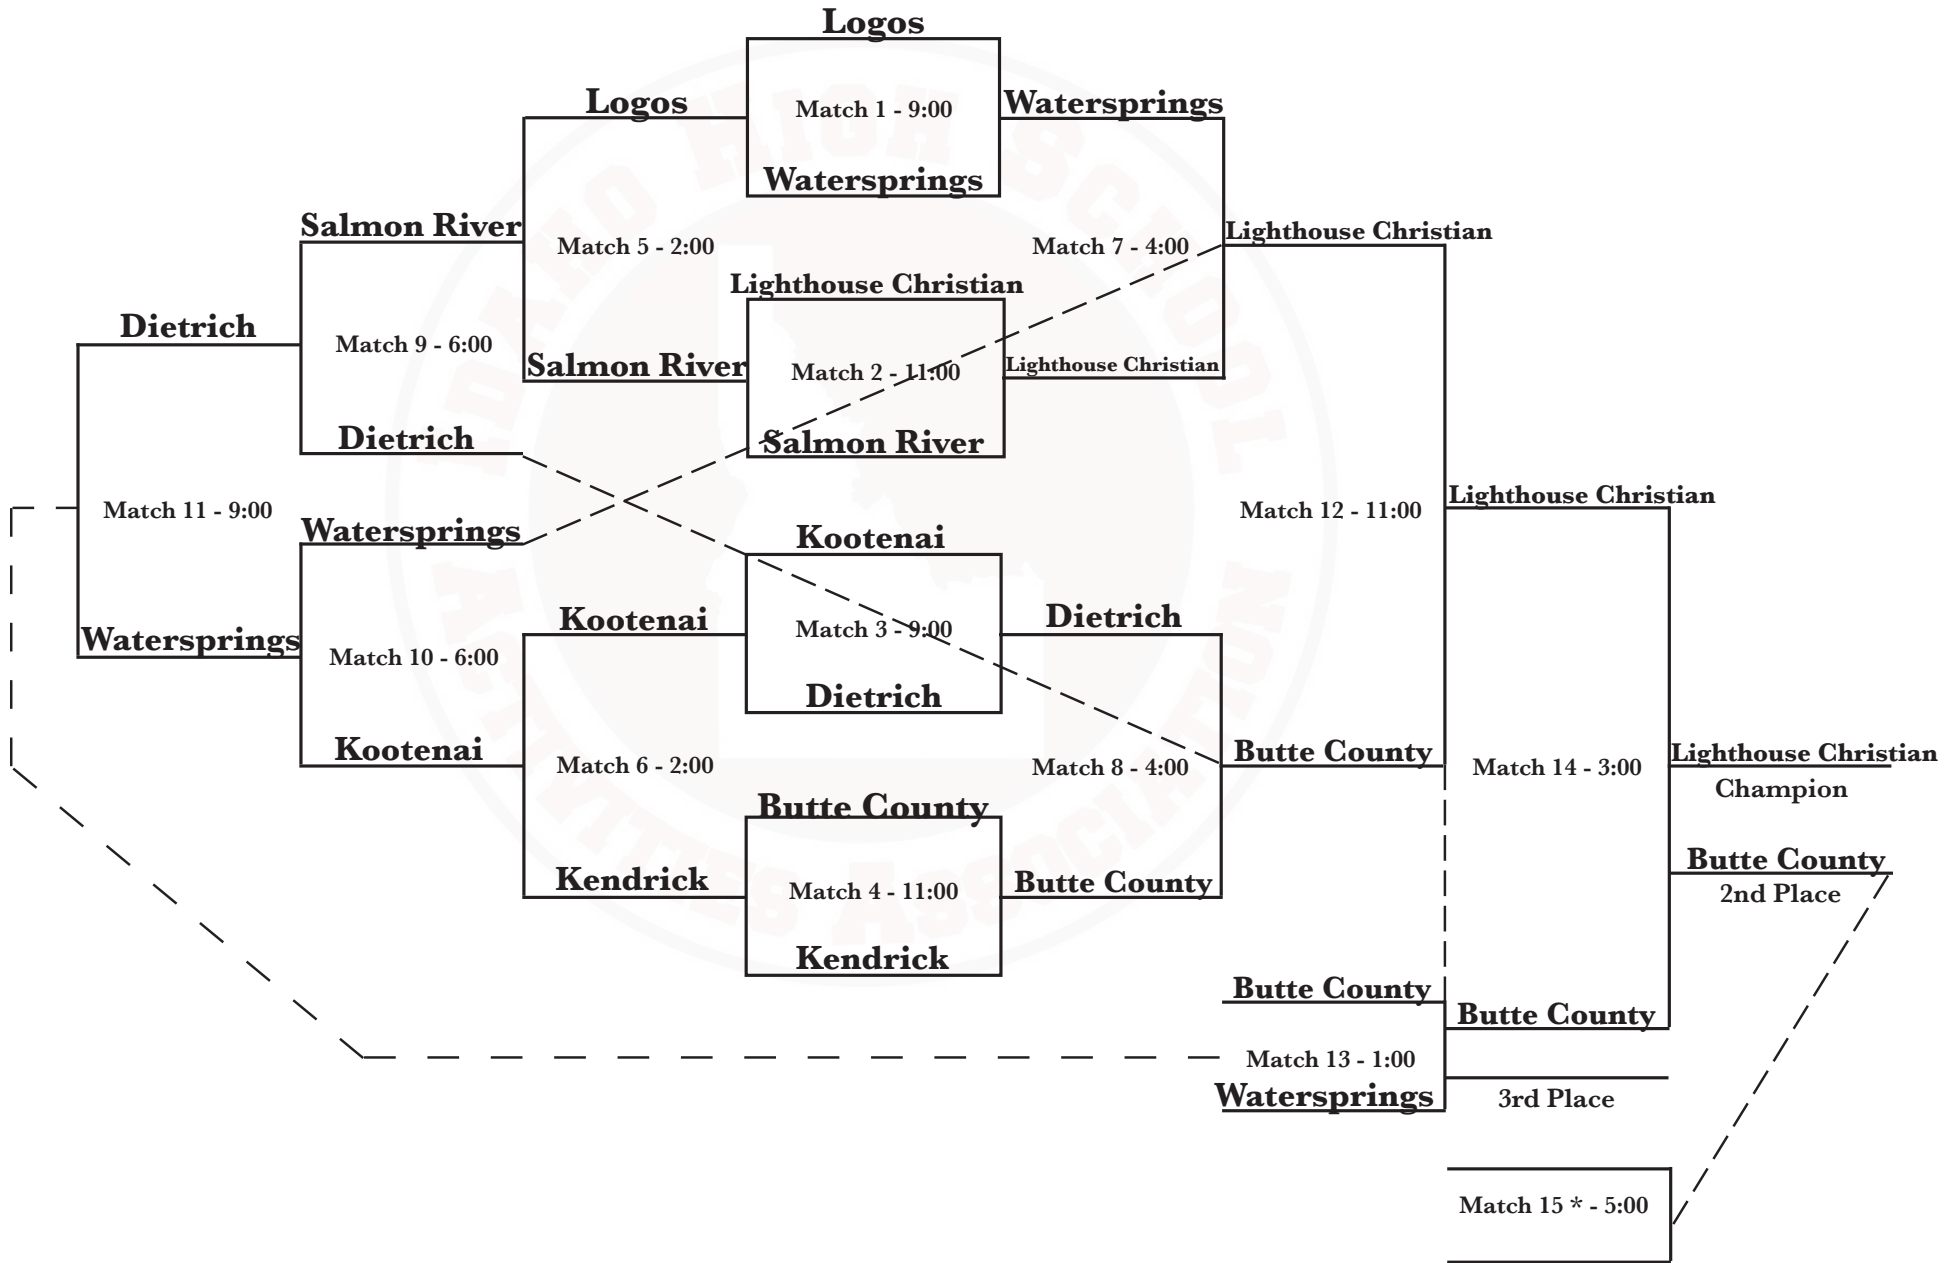 Logos
Logos
Match 1 - 9:00
Watersprings
Watersprings
Salmon River
Match 5 - 2:00
Match 7 - 4:00
Lighthouse Christian
Lighthouse Christian
Dietrich
Match 9 - 6:00
Salmon River
Match 2 - 11:00
Lighthouse Christian
Dietrich
Salmon River
Match 11 - 9:00
Watersprings
Match 12 - 11:00
Lighthouse Christian
Kootenai
Watersprings
Match 10 - 6:00
Kootenai
Match 3 - 9:00
Dietrich
Dietrich
Kootenai
Match 6 - 2:00
Match 8 - 4:00
Butte County
Match 14 - 3:00
Lighthouse Christian
Champion
Butte County
Kendrick
Match 4 - 11:00
Butte County
Butte County
2nd Place
Kendrick
Butte County
Butte County
Match 13 - 1:00
Watersprings
3rd Place
Match 15 * - 5:00
IDAHO HIGH SCHOOL
ACTIVITIES ASSOCIATION